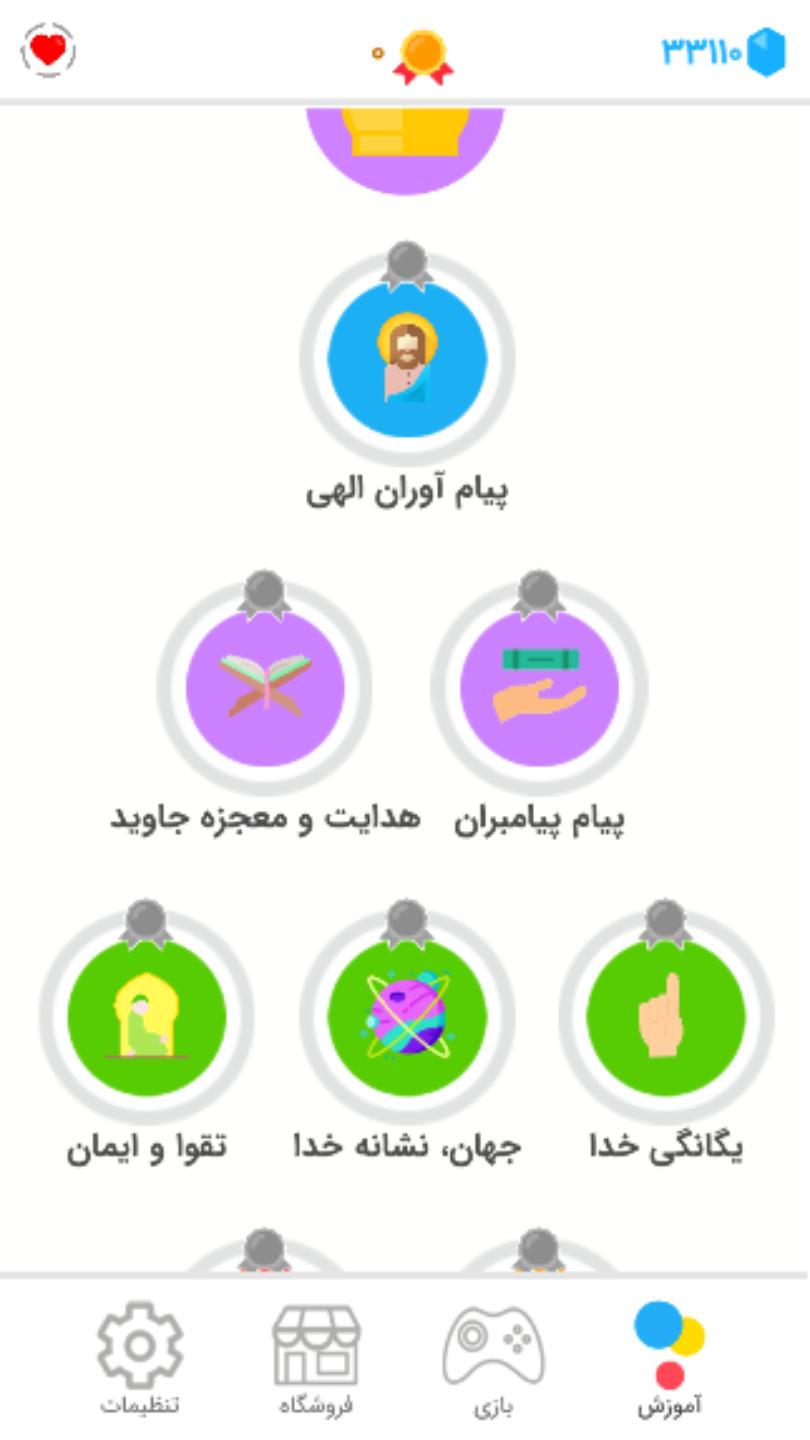 ۳۳۱۱۰
۰
پیام آوران الهی
پیام پیامبران
هدایت و معجزه جاوید
یگانگی خدا
جهان، نشانه خدا
تقوا و ایمان
آموزش
بازی
فروشگاه
تنظیمات